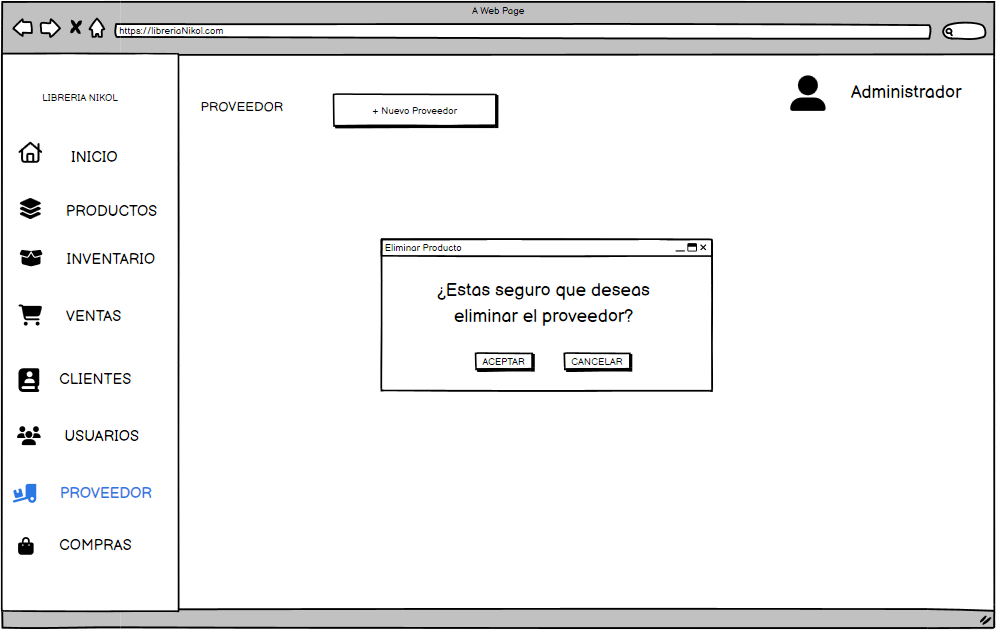 A Web Page
https://libreriaNikol.com
LIBRERIA NIKOL
INICIO
PRODUCTOS
INVENTARIO
VENTAS
CLIENTES
USUARIOS
PROVEEDOR
COMPRAS
PROVEEDOR
+ Nuevo Proveedor
Administrador
Eliminar Producto
¿Estas seguro que deseas
eliminar el proveedor?
ACEPTAR
CANCELAR